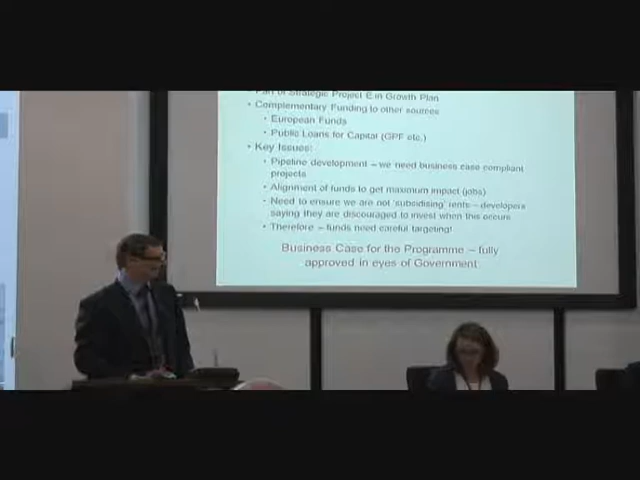 Part of Strategic Project E in Growth Plan
• Complementary Funding to other sources
• European Funds
• Public Loans for Capital (GPF etc.)
• Key Issues:
• Pipeline development – we need business case compliant
projects
• Alignment of funds to get maximum impact (jobs)
• Need to ensure we are not 'subsidising' rents – developers
saying they are discouraged to invest when this occurs
• Therefore – funds need careful targeting!
Business Case for the Programme – fully
approved in eyes of Government